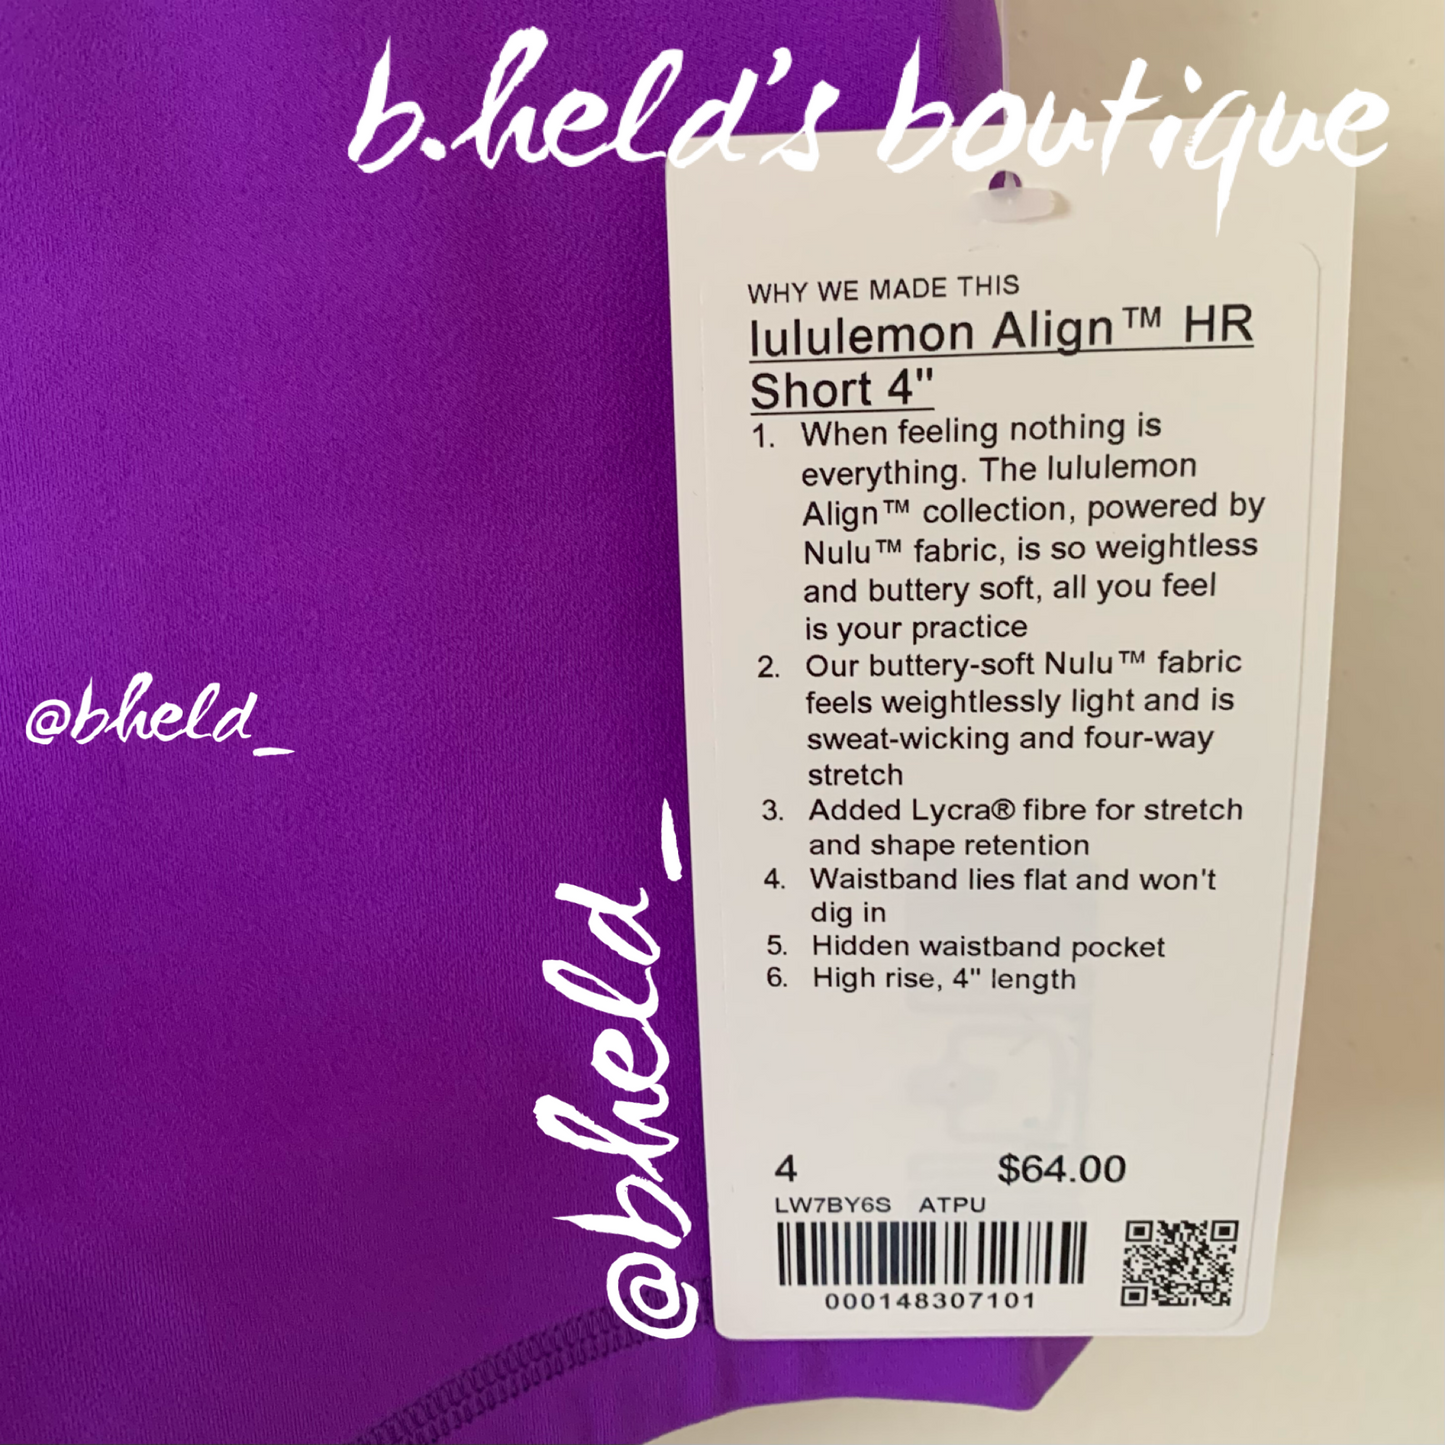 b.held's boutique
WHY WE MADE THIS
lululemon Align™ HR
Short 4"
1. When feeling nothing is
everything. The lululemon
Align™ collection, powered by
Nulu™ fabric, is so weightless
and buttery soft, all you feel
is your practice
2. Our buttery-soft Nulu™ fabric
feels weightlessly light and is
sweat-wicking and four-way
stretch
3. Added Lycra® fibre for stretch
and shape retention
4. Waistband lies flat and won't
dig in
5. Hidden waistband pocket
6. High rise, 4" length
4 $64.00
LW7BY6S ATPU
000148307101
@bheld_
@bheld_